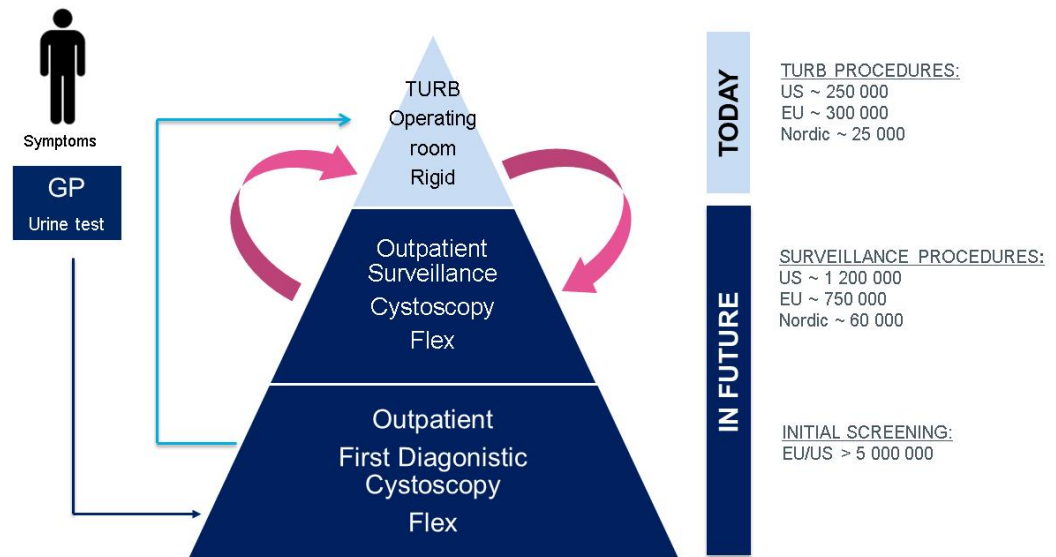 Symptoms
GP
Urine test
TURB
Operating
room
Rigid
Outpatient
Surveillance
Cystoscopy
Flex
Outpatient
First Diagonistic
Cystoscopy
Flex
TODAY
IN FUTURE
TURB PROCEDURES:
US ~ 250 000
EU ~ 300 000
Nordic ~ 25 000
SURVEILLANCE PROCEDURES:
US ~ 1 200 000
EU ~ 750 000
Nordic ~ 60 000
INITIAL SCREENING:
EU/US > 5 000 000